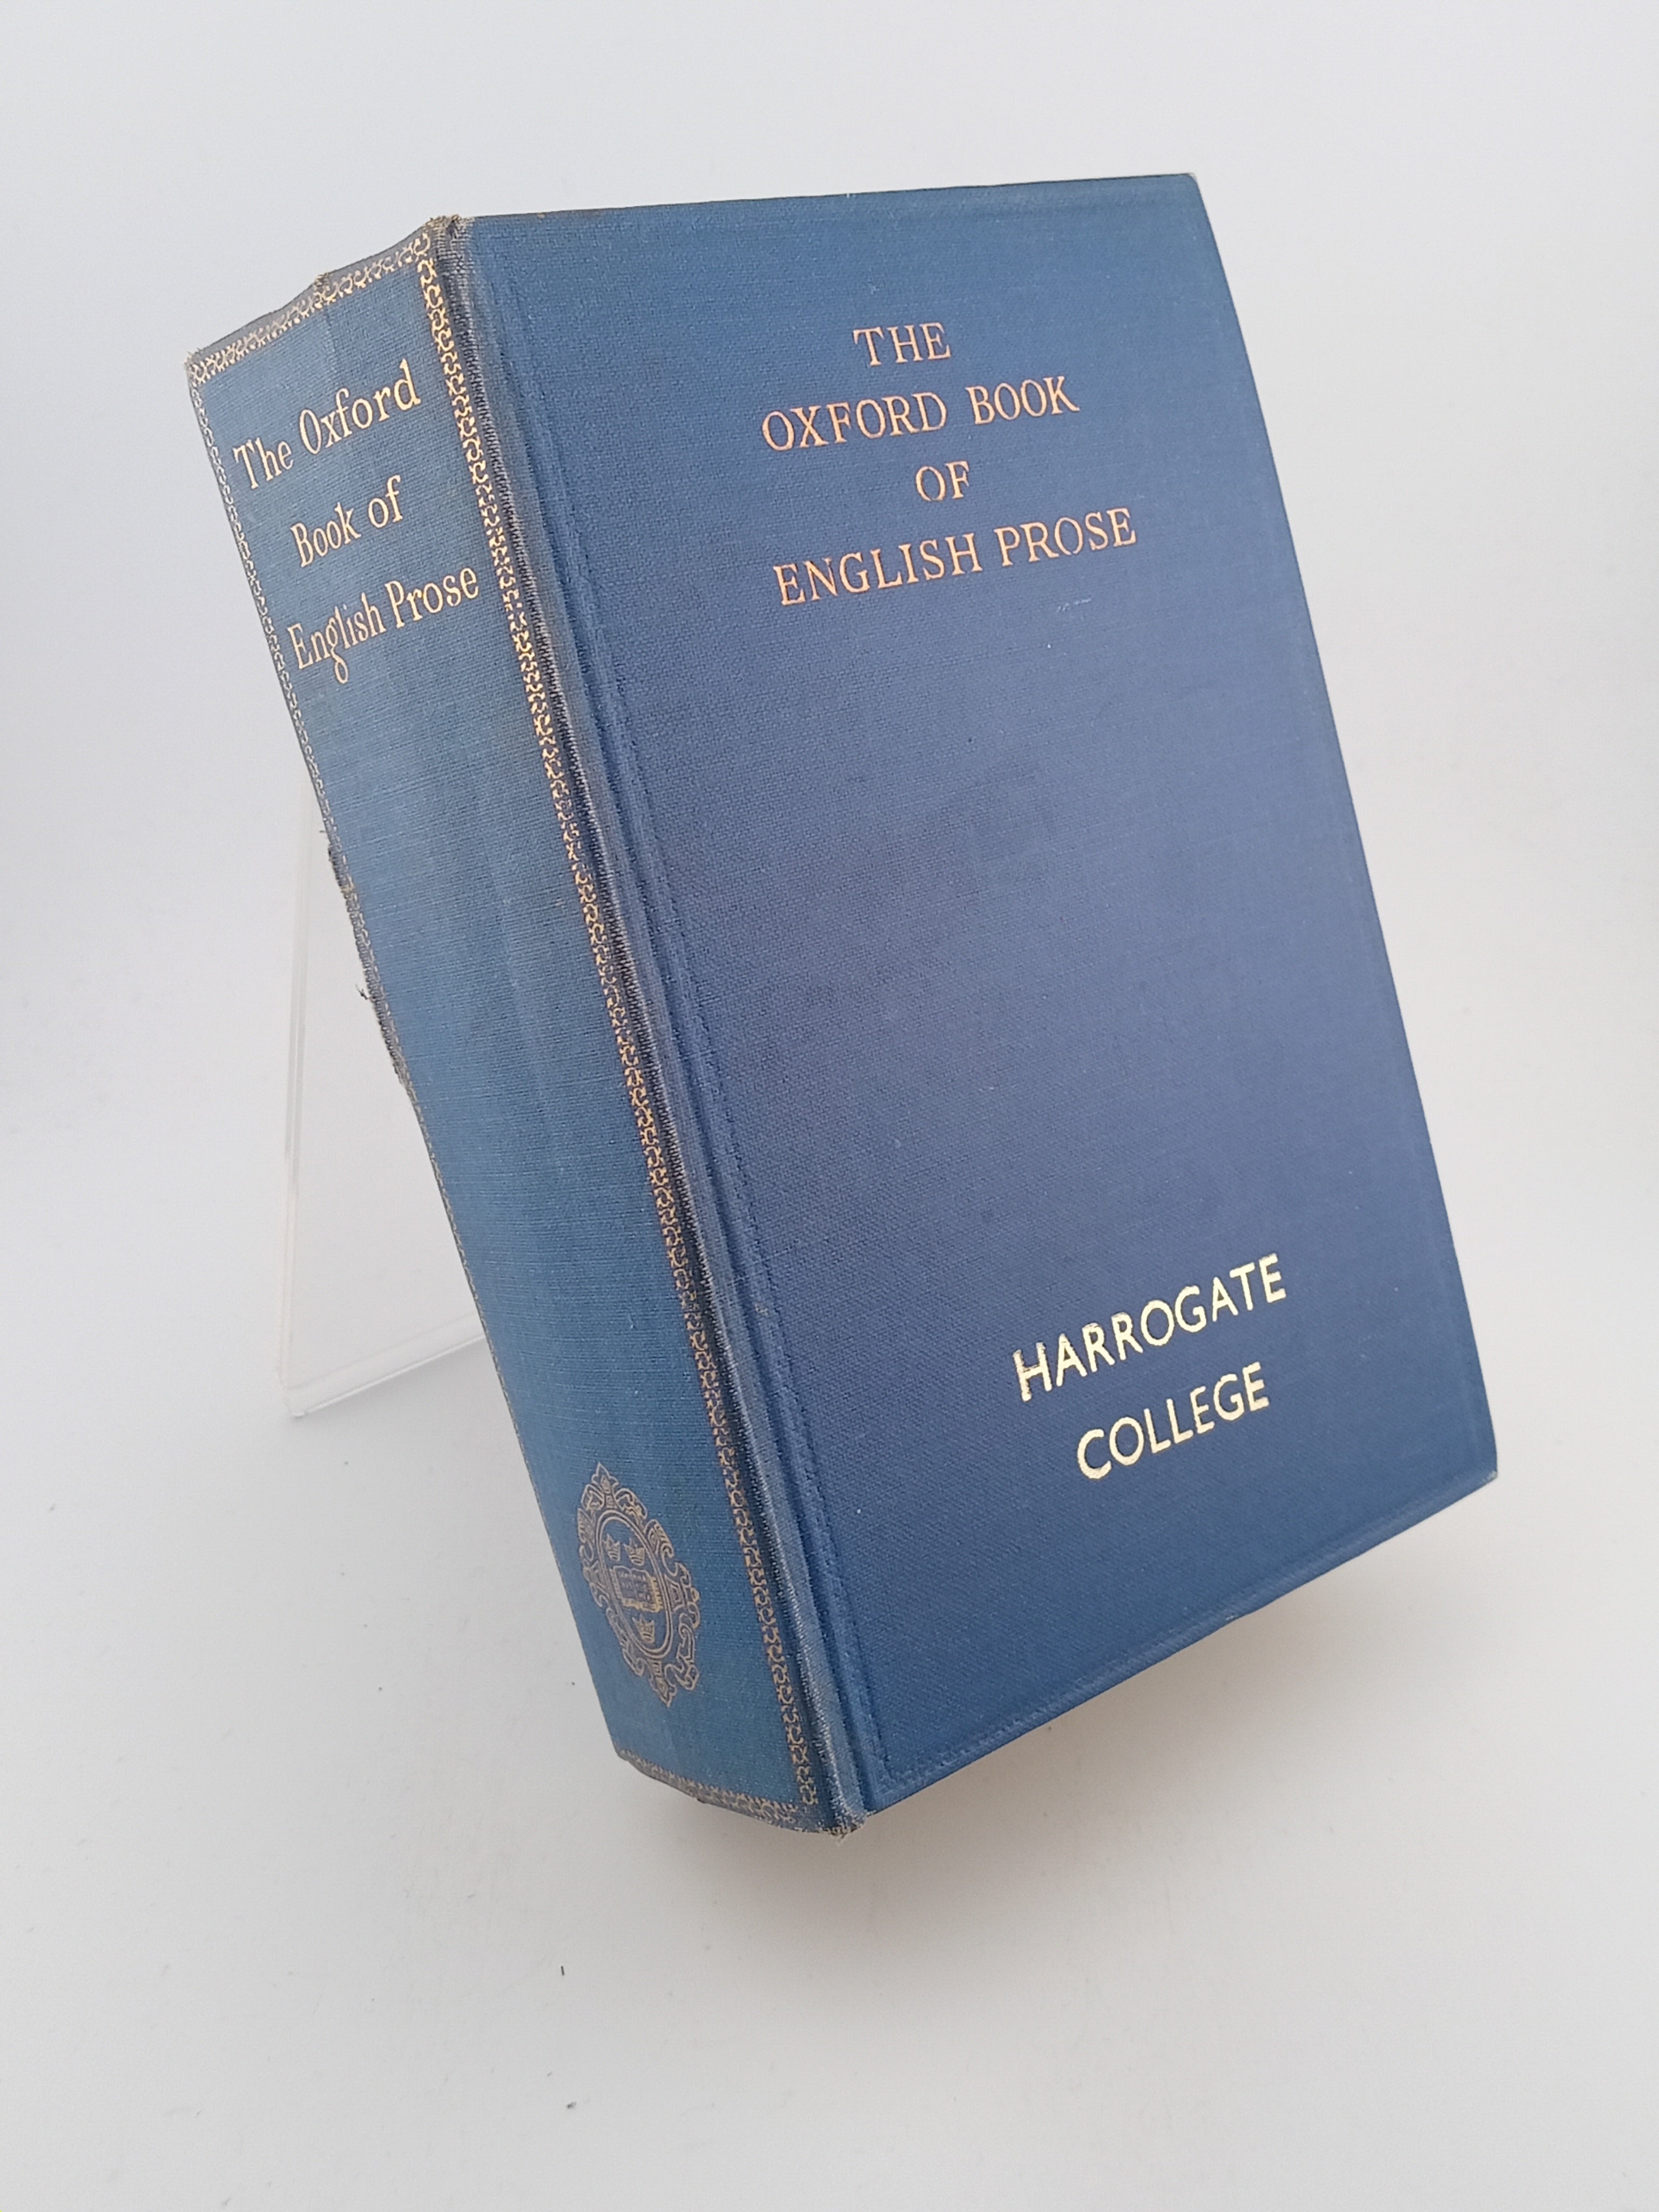 The Oxford
Book of
English Prose
THE
OXFORD BOOK
OF
ENGLISH PROSE
HARROGATE
COLLEGE